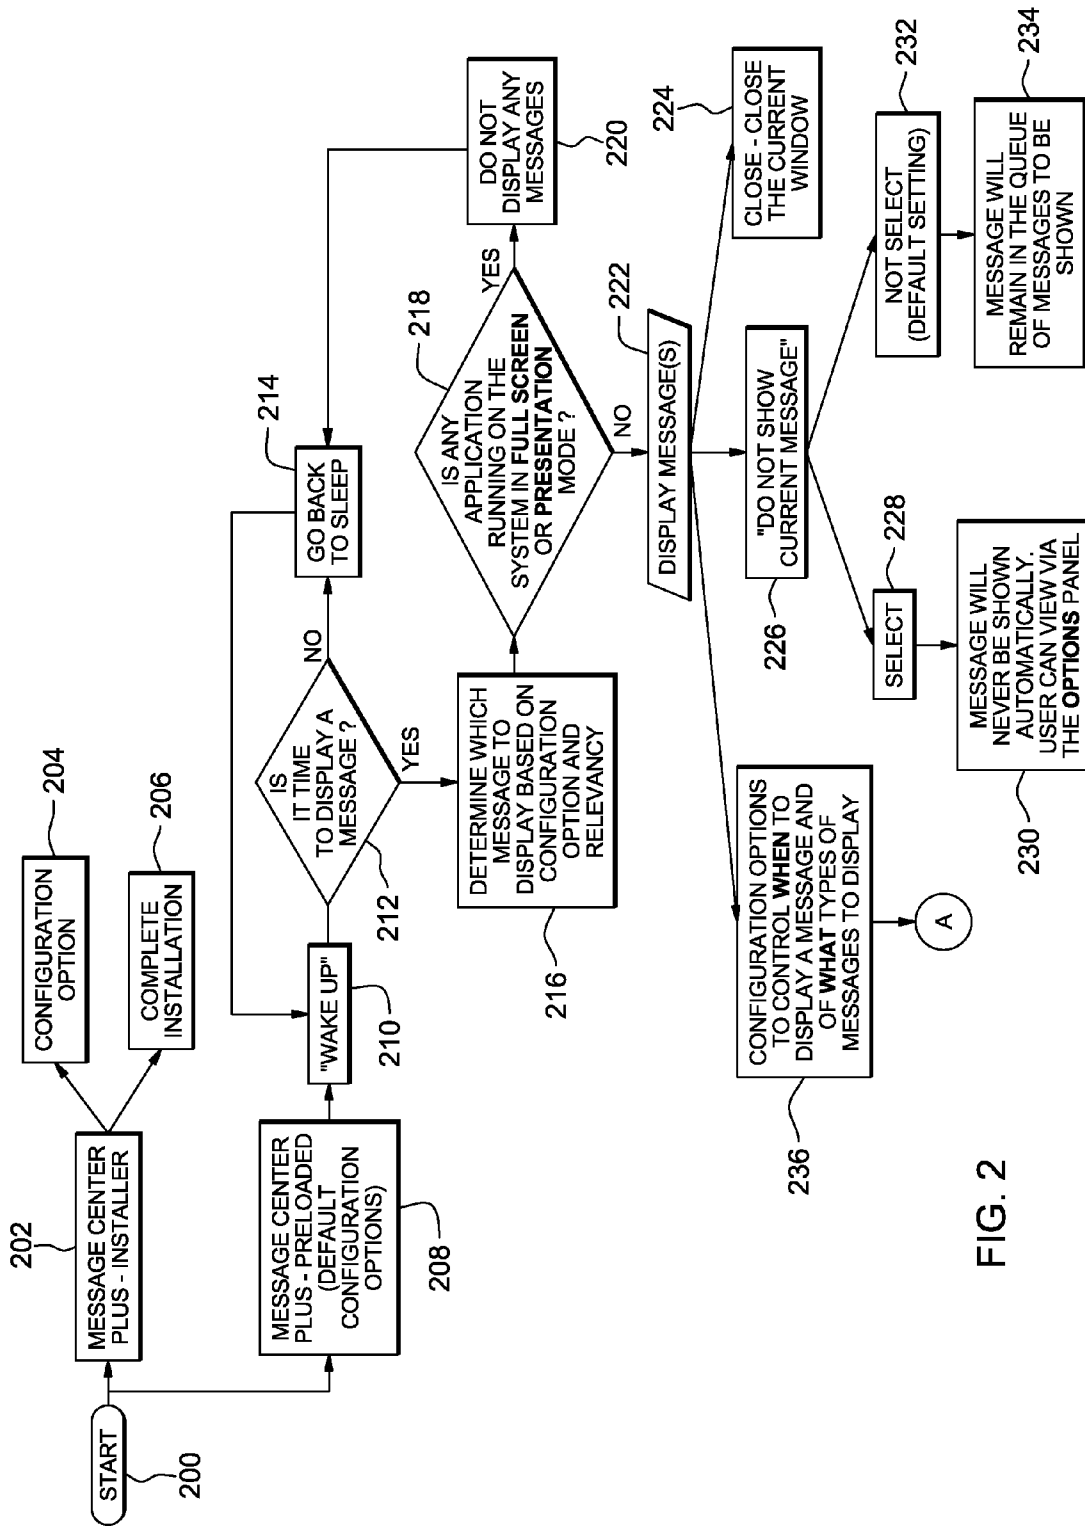 START
200
MESSAGE CENTER
PLUS - INSTALLER
202
CONFIGURATION
OPTION
204
COMPLETE
INSTALLATION
206
MESSAGE CENTER
PLUS - PRELOADED
(DEFAULT
CONFIGURATION
OPTIONS)
208
"WAKE UP"
210
IS
IT TIME
TO DISPLAY A
MESSAGE ?
212
NO
YES
GO BACK
TO SLEEP
214
DETERMINE WHICH
MESSAGE TO
DISPLAY BASED ON
CONFIGURATION
OPTION AND
RELEVANCY
216
IS ANY
APPLICATION
RUNNING ON THE
SYSTEM IN FULL SCREEN
OR PRESENTATION
MODE ?
218
YES
NO
DO NOT
DISPLAY ANY
MESSAGES
220
DISPLAY MESSAGE(S)
222
CLOSE - CLOSE
THE CURRENT
WINDOW
224
"DO NOT SHOW
CURRENT MESSAGE"
226
SELECT
228
MESSAGE WILL
NEVER BE SHOWN
AUTOMATICALLY.
USER CAN VIEW VIA
THE OPTIONS PANEL
230
NOT SELECT
(DEFAULT SETTING)
232
MESSAGE WILL
REMAIN IN THE QUEUE
OF MESSAGES TO BE
SHOWN
234
CONFIGURATION OPTIONS
TO CONTROL WHEN TO
DISPLAY A MESSAGE AND
OF WHAT TYPES OF
MESSAGES TO DISPLAY
236
A
FIG. 2